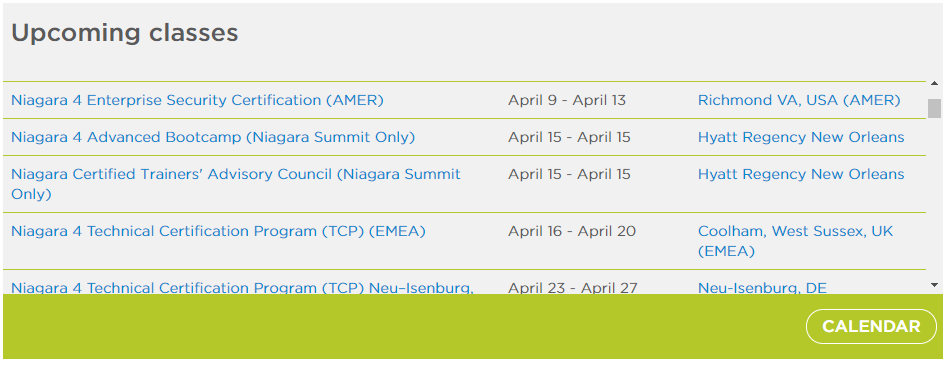 Upcoming classes
Niagara 4 Enterprise Security Certification (AMER) April 9 - April 13 Richmond VA, USA (AMER)
Niagara 4 Advanced Bootcamp (Niagara Summit Only) April 15 - April 15 Hyatt Regency New Orleans
Niagara Certified Trainers' Advisory Council (Niagara Summit April 15 - April 15 Hyatt Regency New Orleans
Only)
Niagara 4 Technical Certification Program (TCP) (EMEA) April 16 - April 20 Coolham, West Sussex, UK
(EMEA)
Niagara 4 Technical Certification Program (TCP) Neu–Isenburg, April 23 - April 27 Neu-Isenburg, DE
CALENDAR